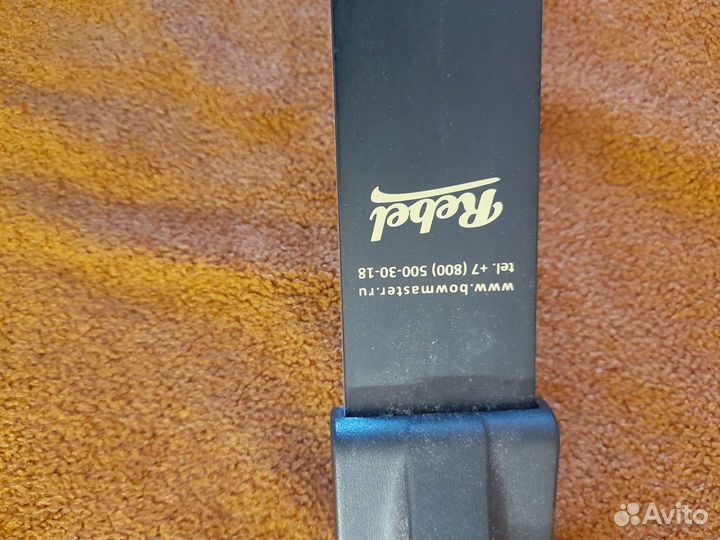 www.bowmaster.ru
tel. +7 (800) 500-30-18
Rebel
Avito